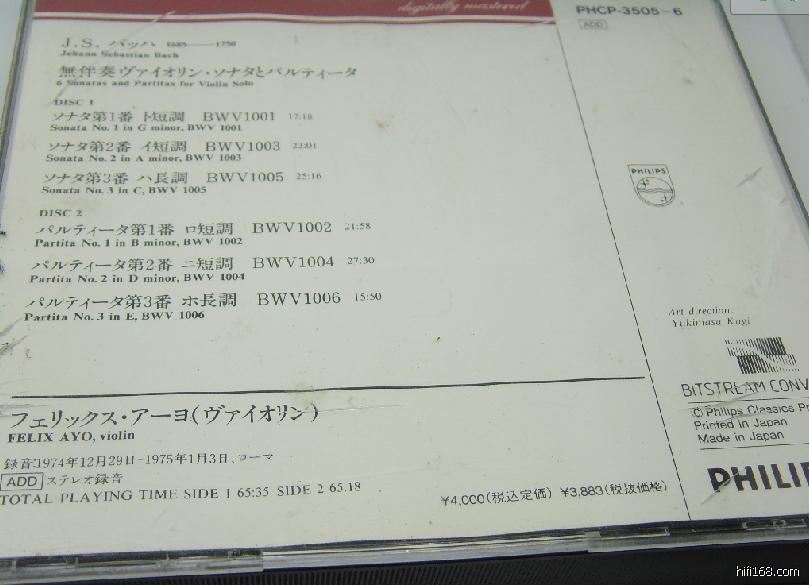 digitally mastered
PHCP-3505~6
ADD
J.S. バッハ 1685——1750
Johann Sebastian Bach
無伴奏ヴァイオリン・ソナタとパルティータ
6 Sonatas and Partitas for Violin Solo
DISC 1
ソナタ第1番 ト短調 BWV1001 17:18
Sonata No. 1 in G minor, BWV 1001
ソナタ第2番 イ短調 BWV1003 23:01
Sonata No. 2 in A minor, BWV 1003
ソナタ第3番 ハ長調 BWV1005 25:16
Sonata No. 3 in C, BWV 1005
DISC 2
パルティータ第1番 ロ短調 BWV1002 21:58
Partita No. 1 in B minor, BWV 1002
パルティータ第2番 ニ短調 BWV1004 27:30
Partita No. 2 in D minor, BWV 1004
パルティータ第3番 ホ長調 BWV1006 15:50
Partita No. 3 in E, BWV 1006
フェリックス・アーヨ(ヴァイオリン)
FELIX AYO, violin
録音:1974年12月29日-1975年1月3日、ローマ
ADD ステレオ録音
TOTAL PLAYING TIME SIDE 1 65:35 SIDE 2 65.18
¥4,000(税込定価) ¥3,883(税抜価格)
PHILIPS
Art direction:
Yukimasa Kagi
BITSTREAM CONV
© Philips Classics Pr
Printed in Japan
Made in Japan
PHILIP
hifi168.com